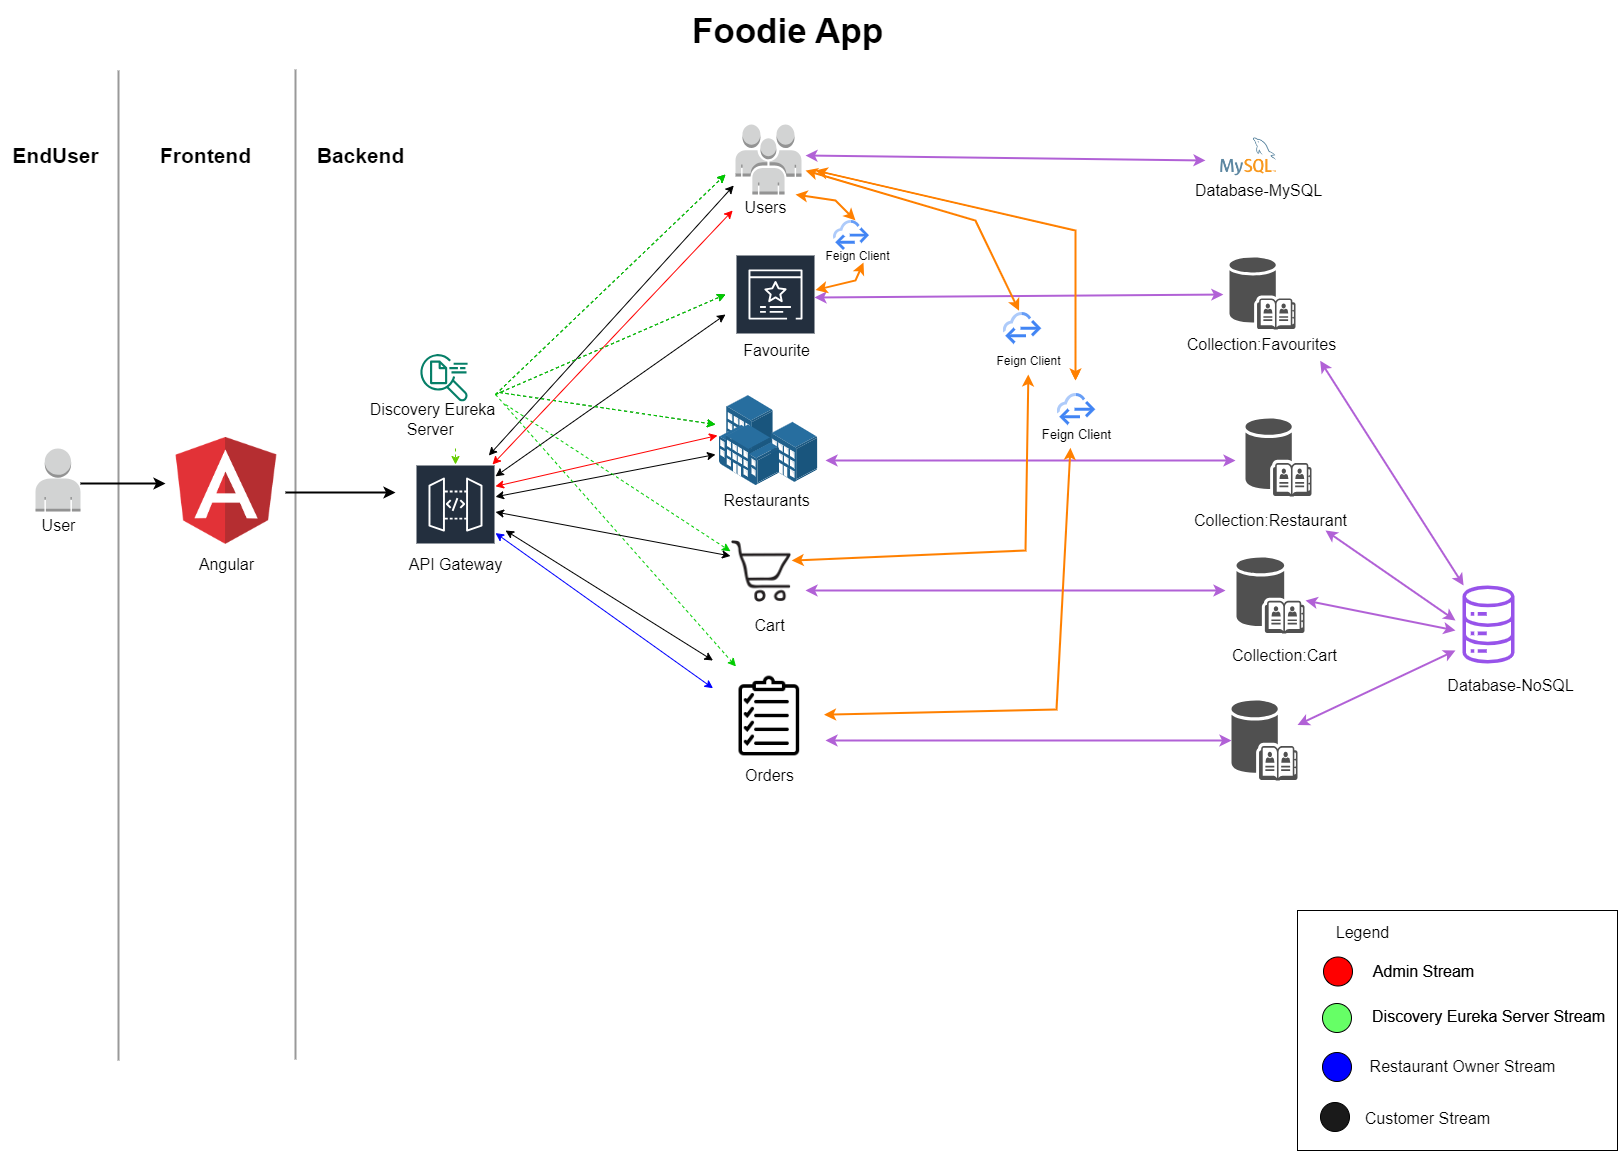 Foodie App
EndUser
Frontend
Backend
Users
MySQL
Database-MySQL
Feign Client
Favourite
Collection:Favourites
Feign Client
Discovery Eureka
Server
Feign Client
Restaurants
Collection:Restaurant
User
Angular
API Gateway
</>
Cart
Collection:Cart
Database-NoSQL
Orders
Legend
Admin Stream
Discovery Eureka Server Stream
Restaurant Owner Stream
Customer Stream